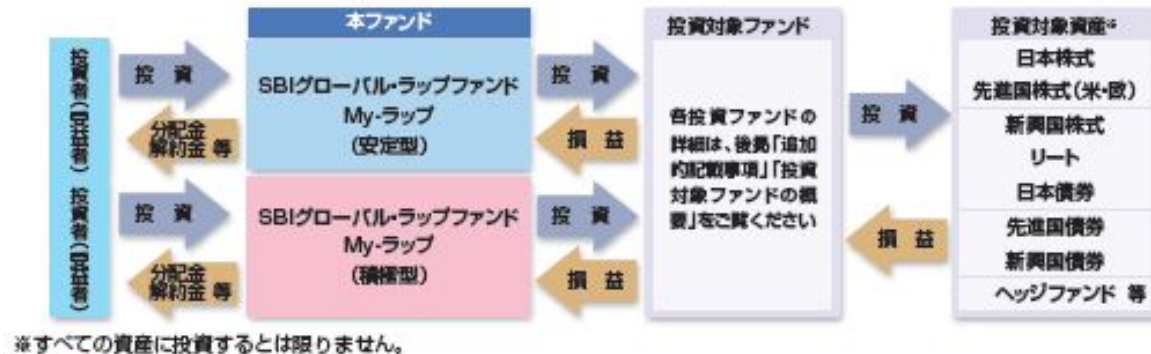 本ファンド
投資対象ファンド
投資対象資産※
投資者(受益者)
投資
分配金
解約金 等
SBIグローバル・ラップファンド
My-ラップ
(安定型)
投資
損益
投資者(受益者)
投資
分配金
解約金 等
SBIグローバル・ラップファンド
My-ラップ
(積極型)
投資
損益
各投資ファンドの
詳細は、後掲「追加
的記載事項」「投資
対象ファンドの概
要」をご覧ください
投資
損益
日本株式
先進国株式(米・欧)
新興国株式
リート
日本債券
先進国債券
新興国債券
ヘッジファンド 等
※すべての資産に投資するとは限りません。